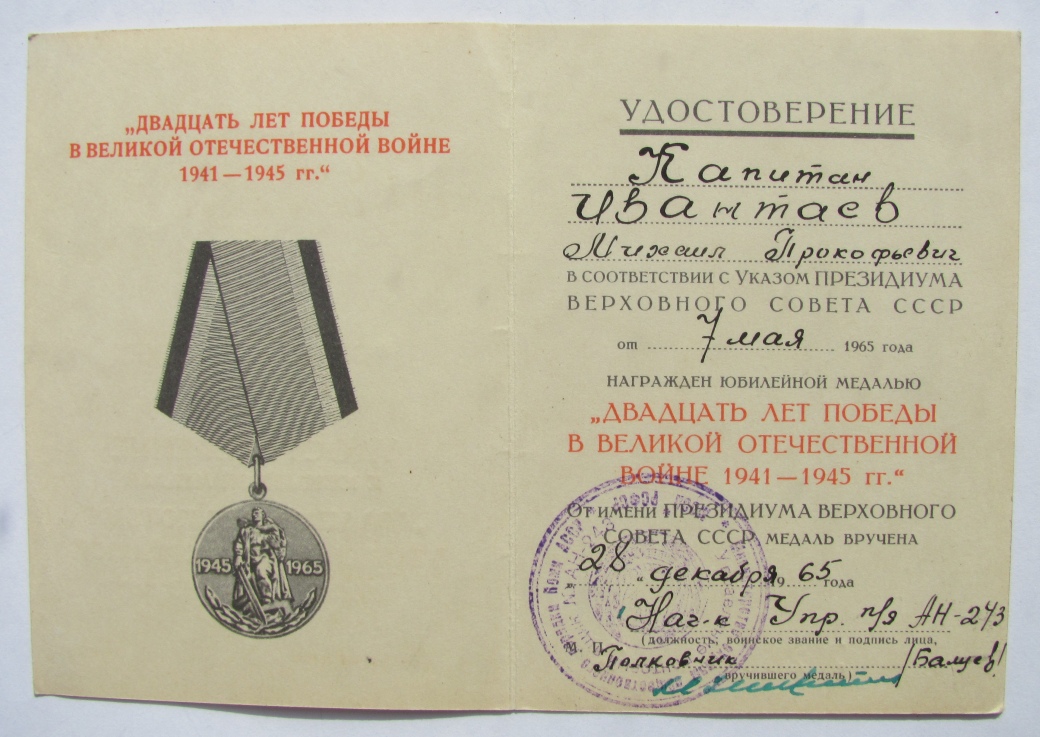 „ДВАДЦАТЬ ЛЕТ ПОБЕДЫ
В ВЕЛИКОЙ ОТЕЧЕСТВЕННОЙ ВОЙНЕ
1941—1945 гг.“
1945 1965
УДОСТОВЕРЕНИЕ
Капитан
Ивантаев
Михаил Прокофьевич
В СООТВЕТСТВИИ С УКАЗОМ ПРЕЗИДИУМА
ВЕРХОВНОГО СОВЕТА СССР
от 7 мая 1965 года
НАГРАЖДЕН ЮБИЛЕЙНОЙ МЕДАЛЬЮ
„ДВАДЦАТЬ ЛЕТ ПОБЕДЫ
В ВЕЛИКОЙ ОТЕЧЕСТВЕННОЙ
ВОЙНЕ 1941—1945 гг.“
ОТ ИМЕНИ ПРЕЗИДИУМА ВЕРХОВНОГО
СОВЕТА СССР МЕДАЛЬ ВРУЧЕНА
„28“ декабря 1965 года
Нач-к Упр. п/я АН-243
(должность, воинское звание и подпись лица,
М. П. Полковник /Балуев/
вручившего медаль)